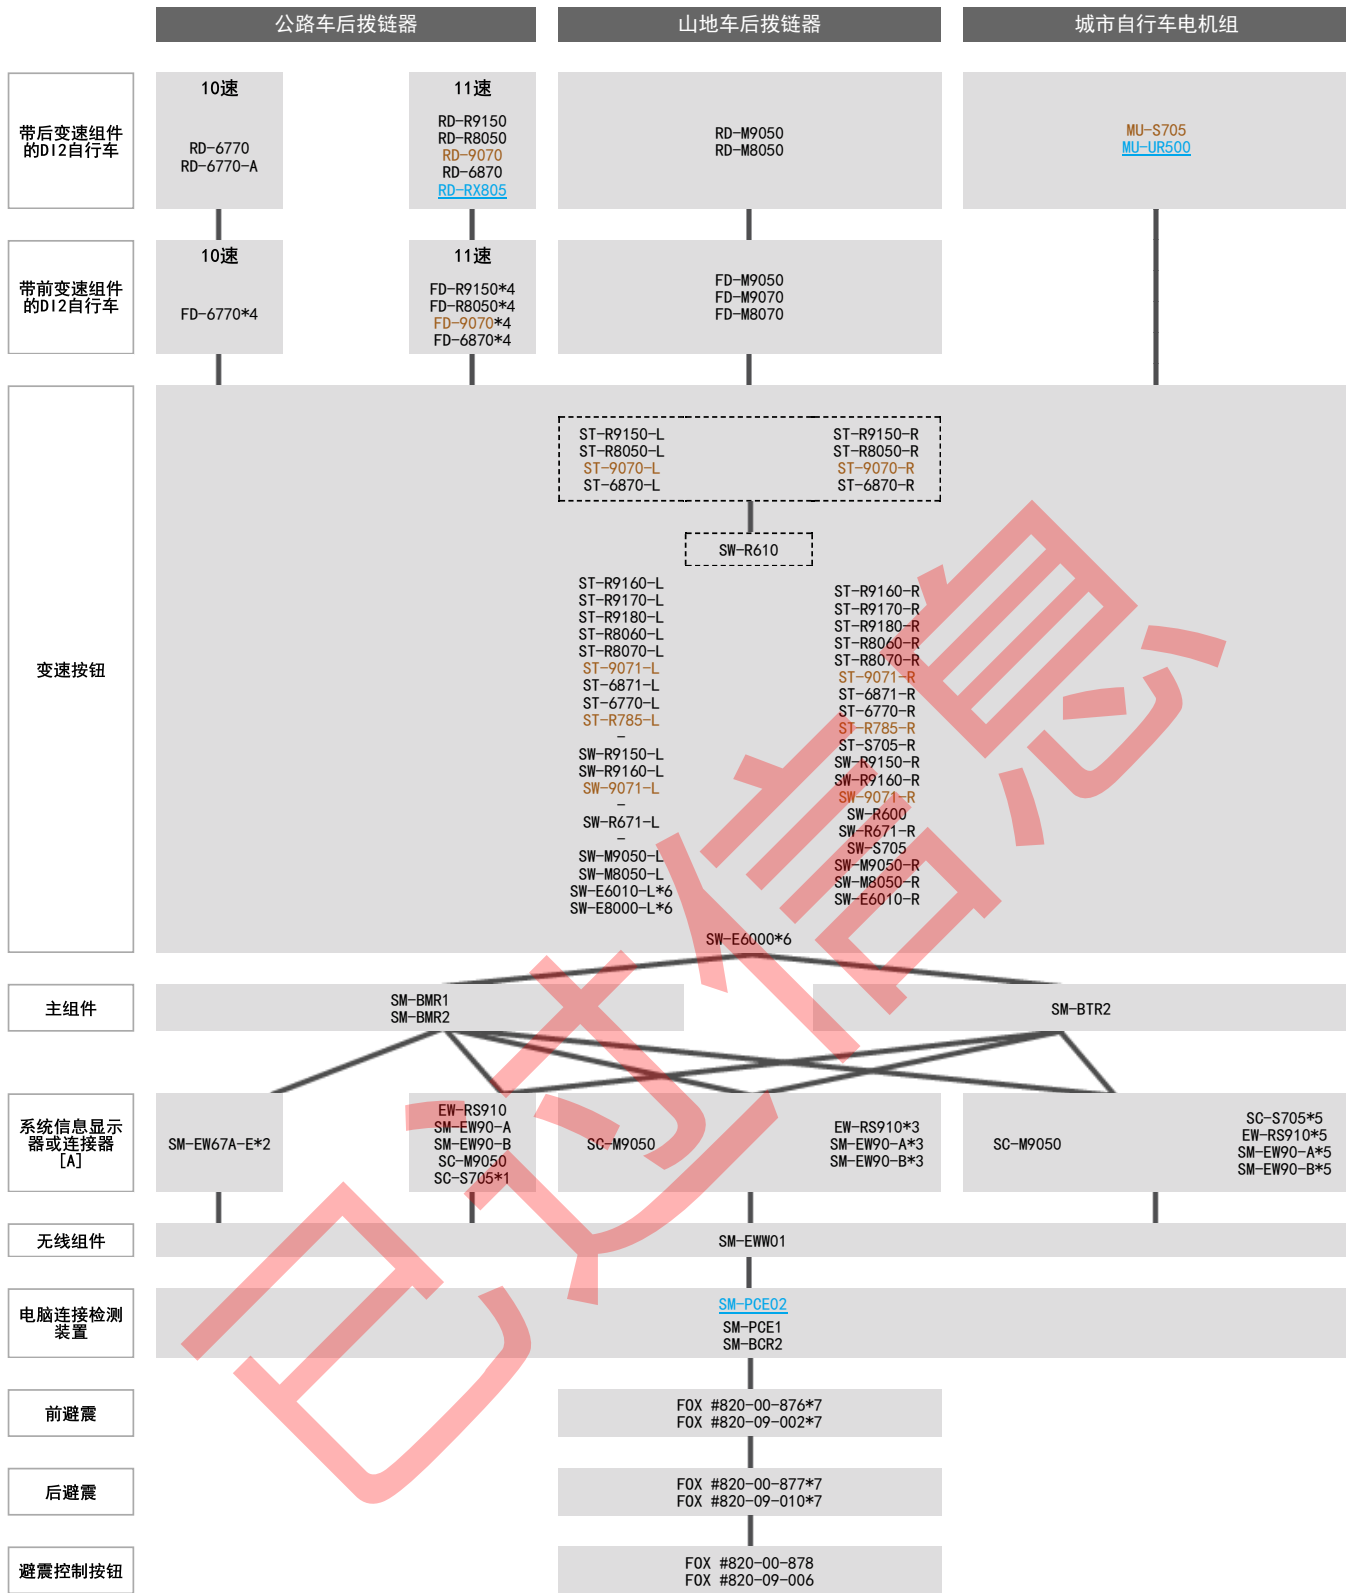 公路车后拨链器
山地车后拨链器
城市自行车电机组
带后变速组件
的DI2自行车
10速
RD-6770
RD-6770-A
11速
RD-R9150
RD-R8050
RD-9070
RD-6870
RD-RX805
RD-M9050
RD-M8050
MU-S705
MU-UR500
带前变速组件
的DI2自行车
10速
FD-6770*4
11速
FD-R9150*4
FD-R8050*4
FD-9070*4
FD-6870*4
FD-M9050
FD-M9070
FD-M8070
变速按钮
ST-R9150-L
ST-R8050-L
ST-9070-L
ST-6870-L
ST-R9150-R
ST-R8050-R
ST-9070-R
ST-6870-R
SW-R610
ST-R9160-L
ST-R9170-L
ST-R9180-L
ST-R8060-L
ST-R8070-L
ST-9071-L
ST-6871-L
ST-6770-L
ST-R785-L
-
SW-R9150-L
SW-R9160-L
SW-9071-L
-
SW-R671-L
-
SW-M9050-L
SW-M8050-L
SW-E6010-L*6
SW-E8000-L*6
ST-R9160-R
ST-R9170-R
ST-R9180-R
ST-R8060-R
ST-R8070-R
ST-9071-R
ST-6871-R
ST-6770-R
ST-R785-R
ST-S705-R
SW-R9150-R
SW-R9160-R
SW-9071-R
SW-R600
SW-R671-R
SW-S705
SW-M9050-R
SW-M8050-R
SW-E6010-R
SW-E6000*6
主组件
SM-BMR1
SM-BMR2
SM-BTR2
系统信息显示
器或连接器
[A]
SM-EW67A-E*2
EW-RS910
SM-EW90-A
SM-EW90-B
SC-M9050
SC-S705*1
SC-M9050
EW-RS910*3
SM-EW90-A*3
SM-EW90-B*3
SC-M9050
SC-S705*5
EW-RS910*5
SM-EW90-A*5
SM-EW90-B*5
无线组件
SM-EWW01
电脑连接检测
装置
SM-PCE02
SM-PCE1
SM-BCR2
前避震
FOX #820-00-876*7
FOX #820-09-002*7
后避震
FOX #820-00-877*7
FOX #820-09-010*7
避震控制按钮
FOX #820-00-878
FOX #820-09-006
已过信息